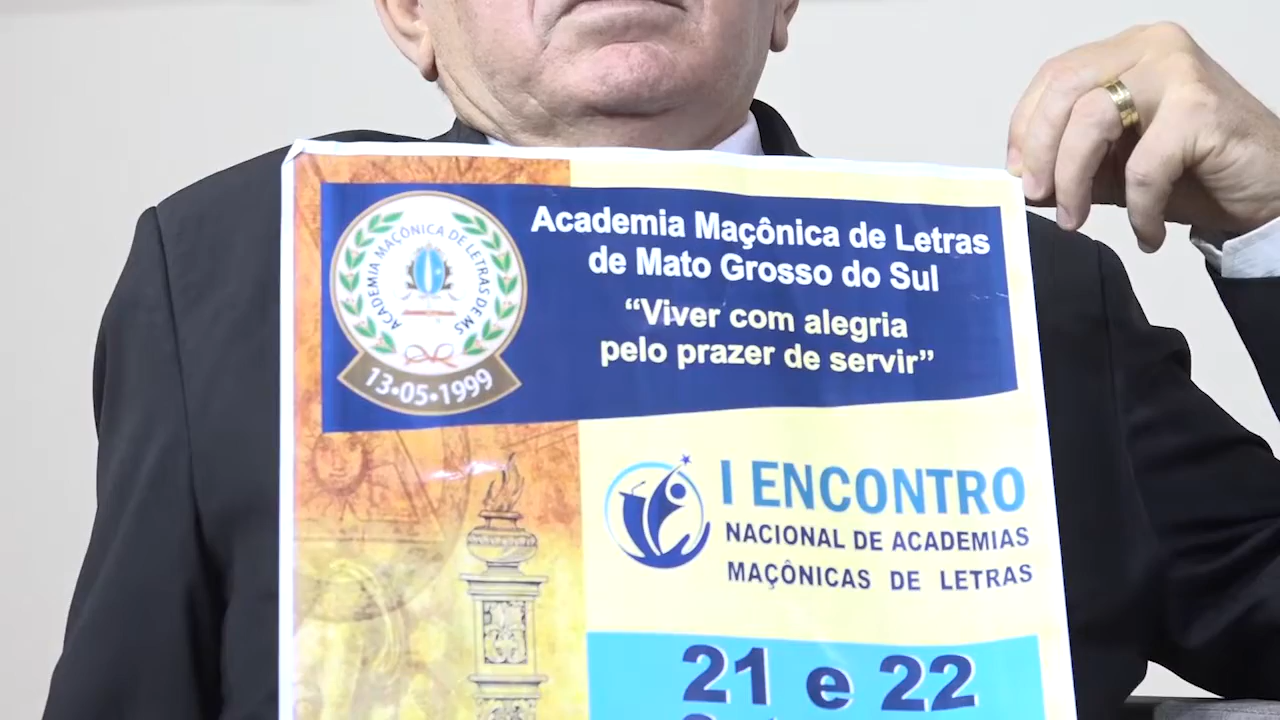 ACADEMIA MAÇÔNICA DE LETRAS DE MS
13•05•1999
Academia Maçônica de Letras
de Mato Grosso do Sul
“Viver com alegria
pelo prazer de servir”
I ENCONTRO
NACIONAL DE ACADEMIAS
MAÇÔNICAS DE LETRAS
21 e 22